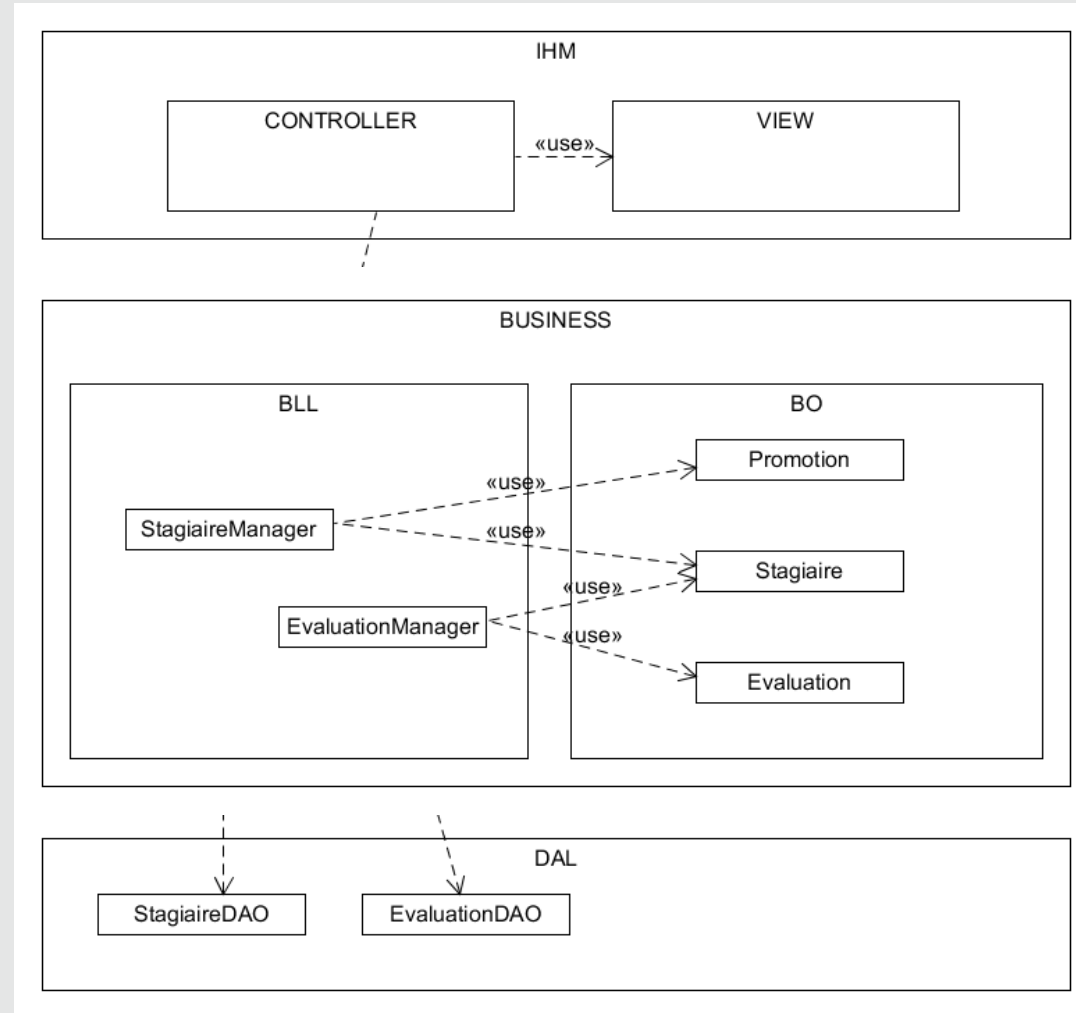 IHM
CONTROLLER
VIEW
«use»
BUSINESS
BLL
BO
Promotion
«use»
StagiaireManager
«use»
Stagiaire
«use»
EvaluationManager
«use»
Evaluation
DAL
StagiaireDAO
EvaluationDAO